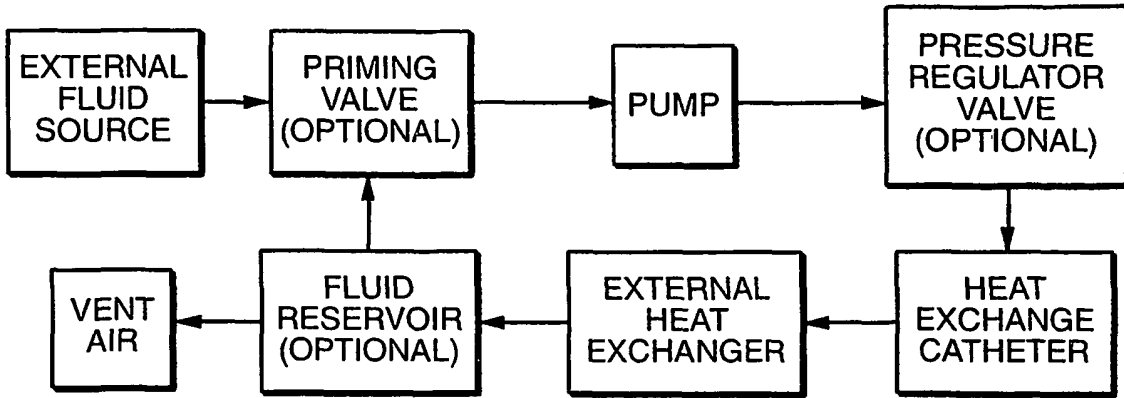 EXTERNAL
FLUID
SOURCE
PRIMING
VALVE
(OPTIONAL)
PUMP
PRESSURE
REGULATOR
VALVE
(OPTIONAL)
VENT
AIR
FLUID
RESERVOIR
(OPTIONAL)
EXTERNAL
HEAT
EXCHANGER
HEAT
EXCHANGE
CATHETER